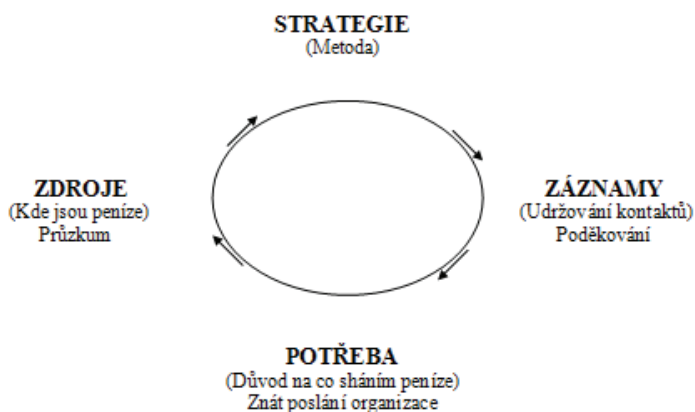 STRATEGIE
(Metoda)
ZDROJE
(Kde jsou peníze)
Průzkum
ZÁZNAMY
(Udržování kontaktů)
Poděkování
POTŘEBA
(Důvod na co sháním peníze)
Znát poslání organizace